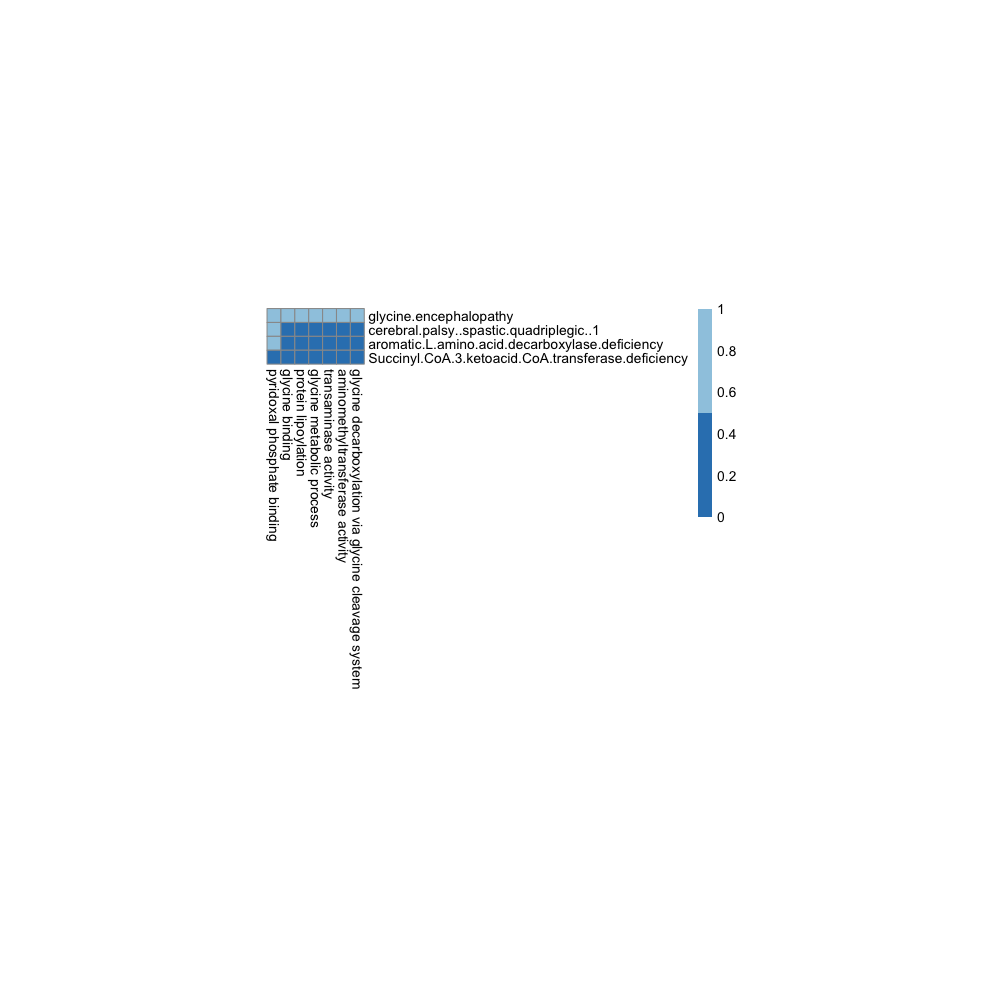 glycine.encephalopathy
cerebral.palsy..spastic.quadriplegic..1
aromatic.L.amino.acid.decarboxylase.deficiency
Succinyl.CoA.3.ketoacid.CoA.transferase.deficiency
pyridoxal phosphate binding
glycine binding
protein lipoylation
glycine metabolic process
transaminase activity
aminomethyltransferase activity
glycine decarboxylation via glycine cleavage system
1
0.8
0.6
0.4
0.2
0